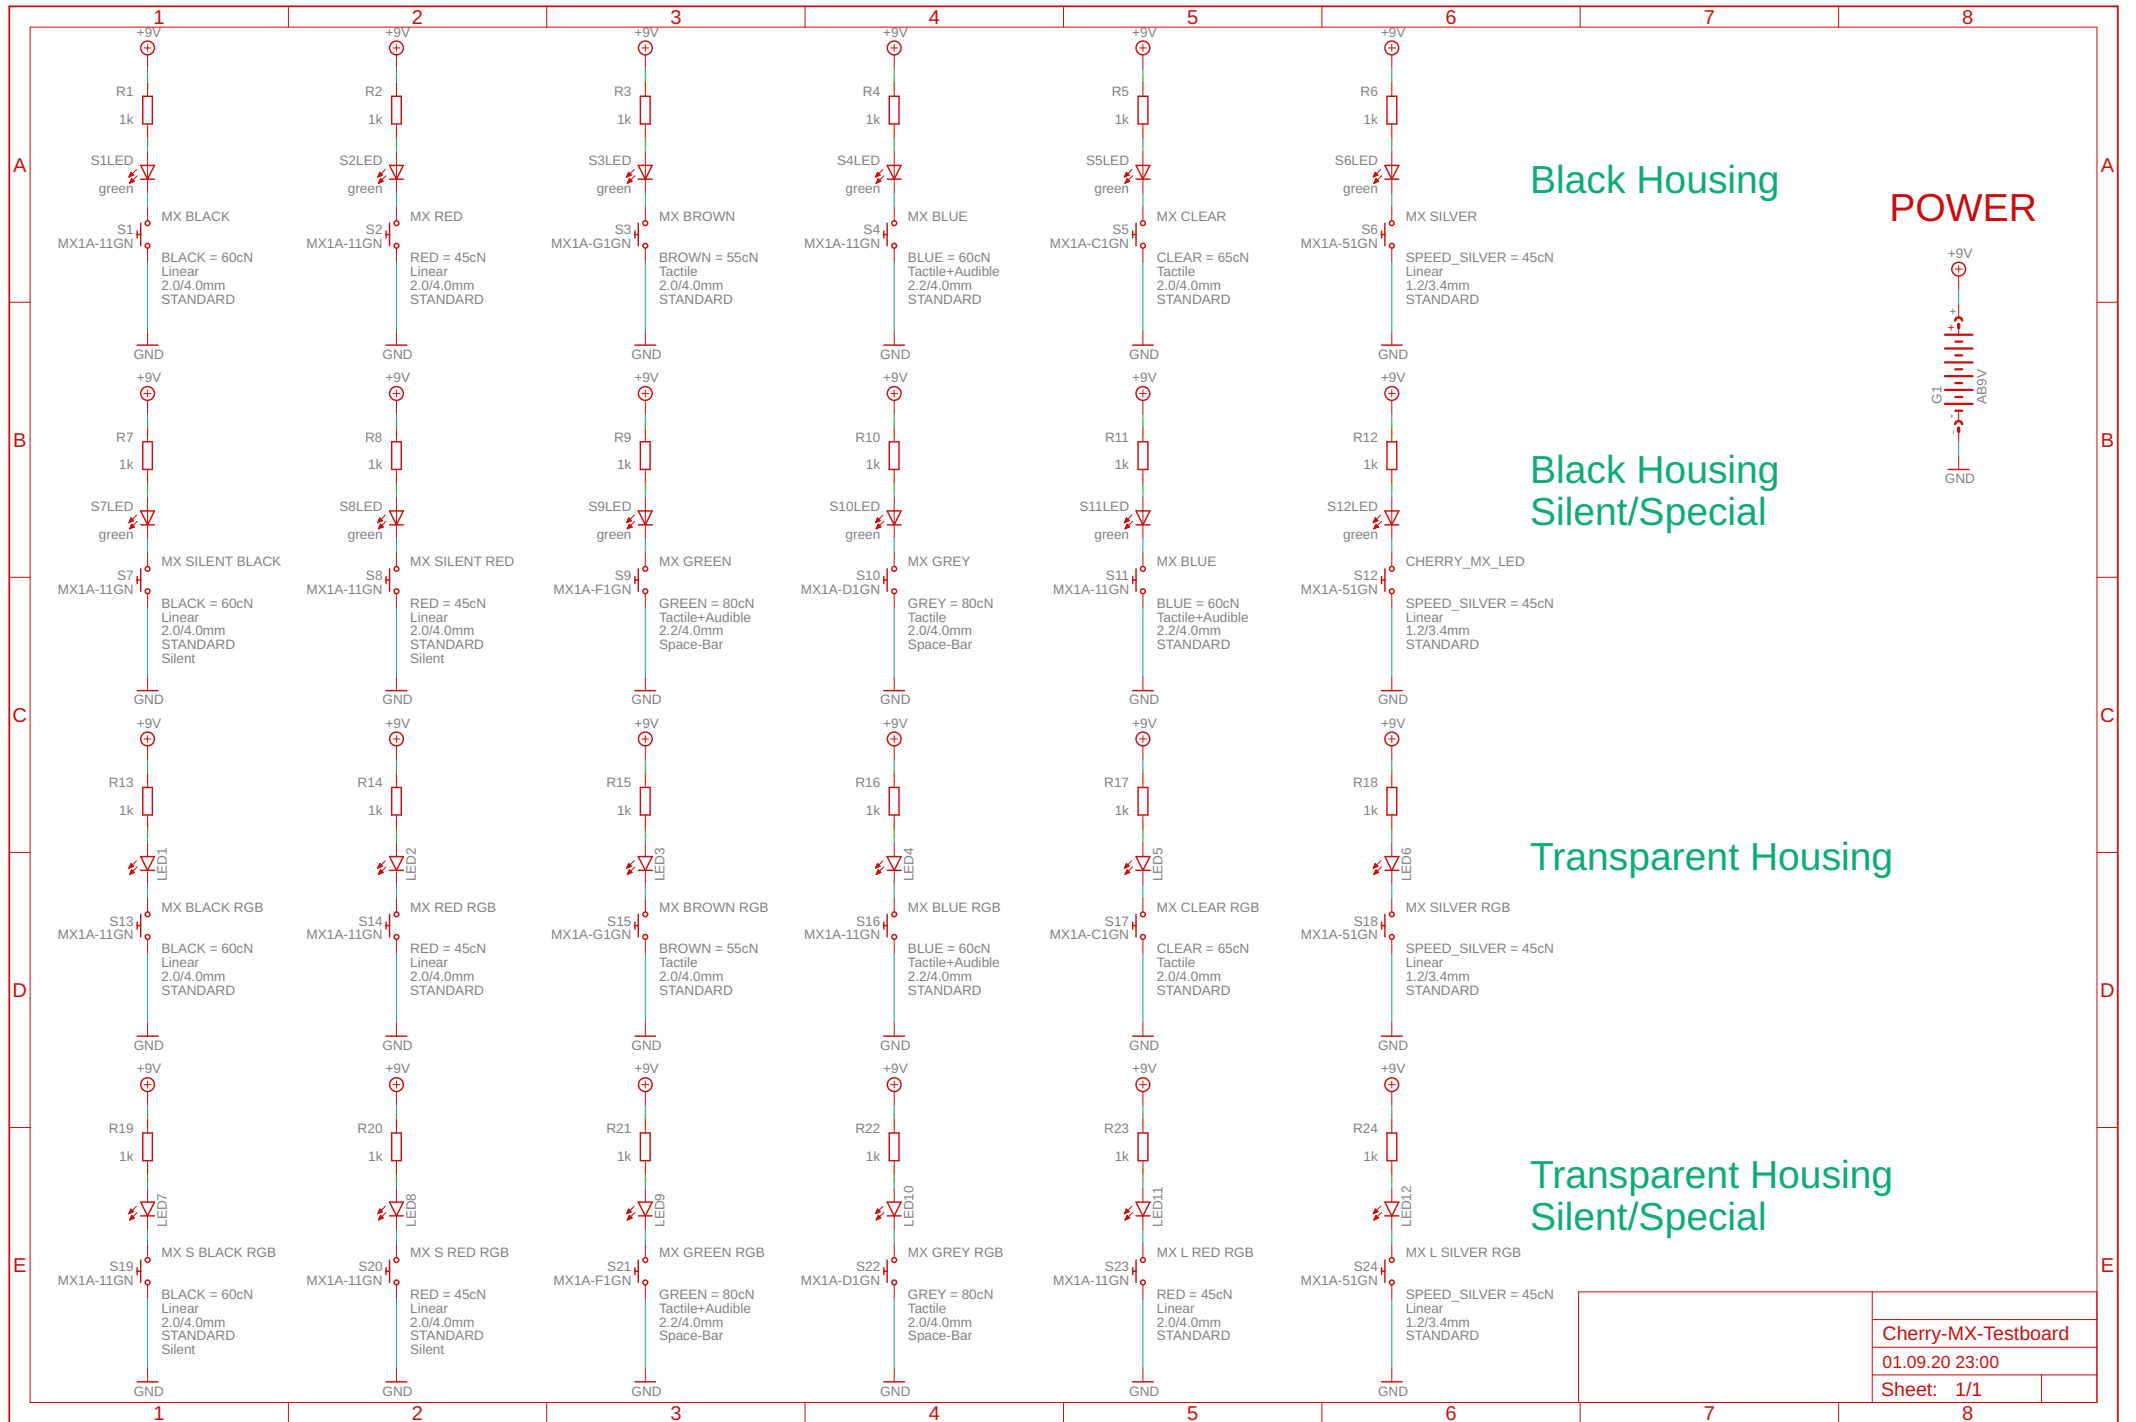 1 2 3 4 5 6 7 8
+9V +9V +9V +9V +9V +9V
R1 R2 R3 R4 R5 R6
1k 1k 1k 1k 1k 1k
S1LED S2LED S3LED S4LED S5LED S6LED
A A
green green green green green green
Black Housing
POWER
MX BLACK MX RED MX BROWN MX BLUE MX CLEAR MX SILVER
S1 S2 S3 S4 S5 S6
MX1A-11GN MX1A-11GN MX1A-G1GN MX1A-11GN MX1A-C1GN MX1A-51GN
BLACK = 60cN RED = 45cN BROWN = 55cN BLUE = 60cN CLEAR = 65cN SPEED_SILVER = 45cN
Linear Linear Tactile Tactile+Audible Tactile Linear
2.0/4.0mm 2.0/4.0mm 2.0/4.0mm 2.2/4.0mm 2.0/4.0mm 1.2/3.4mm
STANDARD STANDARD STANDARD STANDARD STANDARD STANDARD
GND GND GND GND GND GND
+9V
+
+
G1
AB9V
-
-
GND
+9V +9V +9V +9V +9V +9V
R7 R8 R9 R10 R11 R12
B B
1k 1k 1k 1k 1k 1k
S7LED S8LED S9LED S10LED S11LED S12LED
green green green green green green
Black Housing
Silent/Special
MX SILENT BLACK MX SILENT RED MX GREEN MX GREY MX BLUE CHERRY_MX_LED
S7 S8 S9 S10 S11 S12
MX1A-11GN MX1A-11GN MX1A-F1GN MX1A-D1GN MX1A-11GN MX1A-51GN
BLACK = 60cN RED = 45cN GREEN = 80cN GREY = 80cN BLUE = 60cN SPEED_SILVER = 45cN
Linear Linear Tactile+Audible Tactile Tactile+Audible Linear
2.0/4.0mm 2.0/4.0mm 2.2/4.0mm 2.0/4.0mm 2.2/4.0mm 1.2/3.4mm
STANDARD STANDARD Space-Bar Space-Bar STANDARD STANDARD
Silent Silent
GND GND GND GND GND GND
C C
+9V +9V +9V +9V +9V +9V
R13 R14 R15 R16 R17 R18
1k 1k 1k 1k 1k 1k
LED1 LED2 LED3 LED4 LED5 LED6
Transparent Housing
MX BLACK RGB MX RED RGB MX BROWN RGB MX BLUE RGB MX CLEAR RGB MX SILVER RGB
S13 S14 S15 S16 S17 S18
MX1A-11GN MX1A-11GN MX1A-G1GN MX1A-11GN MX1A-C1GN MX1A-51GN
BLACK = 60cN RED = 45cN BROWN = 55cN BLUE = 60cN CLEAR = 65cN SPEED_SILVER = 45cN
Linear Linear Tactile Tactile+Audible Tactile Linear
2.0/4.0mm 2.0/4.0mm 2.0/4.0mm 2.2/4.0mm 2.0/4.0mm 1.2/3.4mm
STANDARD STANDARD STANDARD STANDARD STANDARD STANDARD
D D
GND GND GND GND GND GND
+9V +9V +9V +9V +9V +9V
R19 R20 R21 R22 R23 R24
1k 1k 1k 1k 1k 1k
LED7 LED8 LED9 LED10 LED11 LED12
Transparent Housing
Silent/Special
MX S BLACK RGB MX S RED RGB MX GREEN RGB MX GREY RGB MX L RED RGB MX L SILVER RGB
E E
S19 S20 S21 S22 S23 S24
MX1A-11GN MX1A-11GN MX1A-F1GN MX1A-D1GN MX1A-11GN MX1A-51GN
BLACK = 60cN RED = 45cN GREEN = 80cN GREY = 80cN RED = 45cN SPEED_SILVER = 45cN
Linear Linear Tactile+Audible Tactile Linear Linear
2.0/4.0mm 2.0/4.0mm 2.2/4.0mm 2.0/4.0mm 2.0/4.0mm 1.2/3.4mm
STANDARD STANDARD Space-Bar Space-Bar STANDARD STANDARD
Silent Silent
GND GND GND GND GND GND
Cherry-MX-Testboard
01.09.20 23:00
Sheet: 1/1
1 2 3 4 5 6 7 8